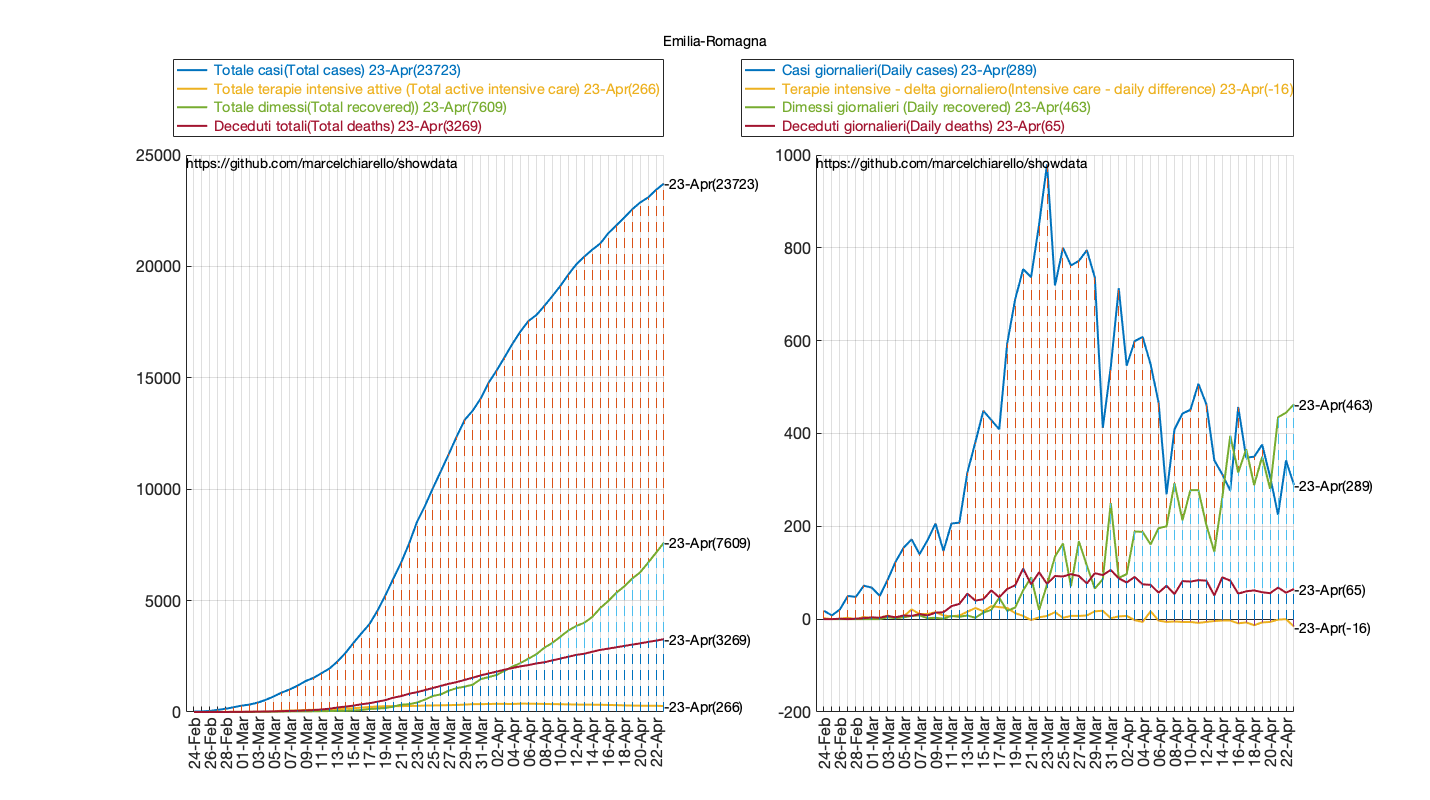 Emilia-Romagna
Totale casi(Total cases) 23-Apr(23723)
Totale terapie intensive attive (Total active intensive care) 23-Apr(266)
Totale dimessi(Total recovered)) 23-Apr(7609)
Deceduti totali(Total deaths) 23-Apr(3269)
https://github.com/marcelchiarello/showdata
25000
20000
15000
10000
5000
0
-23-Apr(23723)
-23-Apr(7609)
-23-Apr(3269)
-23-Apr(266)
24-Feb
26-Feb
28-Feb
01-Mar
03-Mar
05-Mar
07-Mar
09-Mar
11-Mar
13-Mar
15-Mar
17-Mar
19-Mar
21-Mar
23-Mar
25-Mar
27-Mar
29-Mar
31-Mar
02-Apr
04-Apr
06-Apr
08-Apr
10-Apr
12-Apr
14-Apr
16-Apr
18-Apr
20-Apr
22-Apr
Casi giornalieri(Daily cases) 23-Apr(289)
Terapie intensive - delta giornaliero(Intensive care - daily difference) 23-Apr(-16)
Dimessi giornalieri (Daily recovered) 23-Apr(463)
Deceduti giornalieri(Daily deaths) 23-Apr(65)
https://github.com/marcelchiarello/showdata
1000
800
600
400
200
0
-200
-23-Apr(463)
-23-Apr(289)
-23-Apr(65)
-23-Apr(-16)
24-Feb
26-Feb
28-Feb
01-Mar
03-Mar
05-Mar
07-Mar
09-Mar
11-Mar
13-Mar
15-Mar
17-Mar
19-Mar
21-Mar
23-Mar
25-Mar
27-Mar
29-Mar
31-Mar
02-Apr
04-Apr
06-Apr
08-Apr
10-Apr
12-Apr
14-Apr
16-Apr
18-Apr
20-Apr
22-Apr